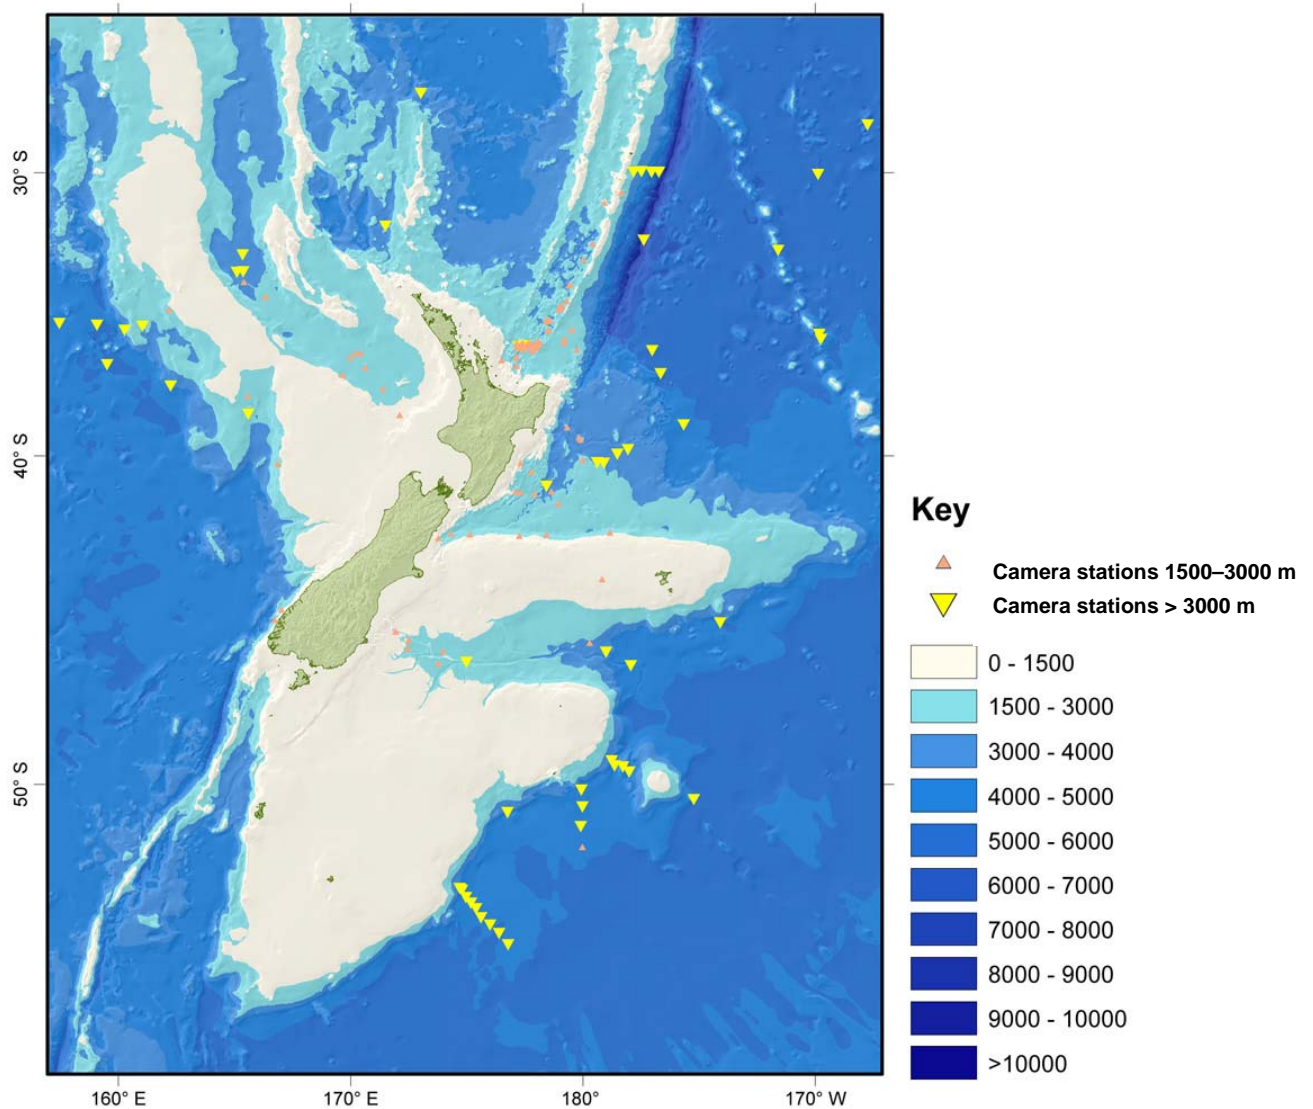 30° S
40° S
50° S
160° E
170° E
180°
170° W
Key
Camera stations 1500–3000 m
Camera stations > 3000 m
0 - 1500
1500 - 3000
3000 - 4000
4000 - 5000
5000 - 6000
6000 - 7000
7000 - 8000
8000 - 9000
9000 - 10000
>10000